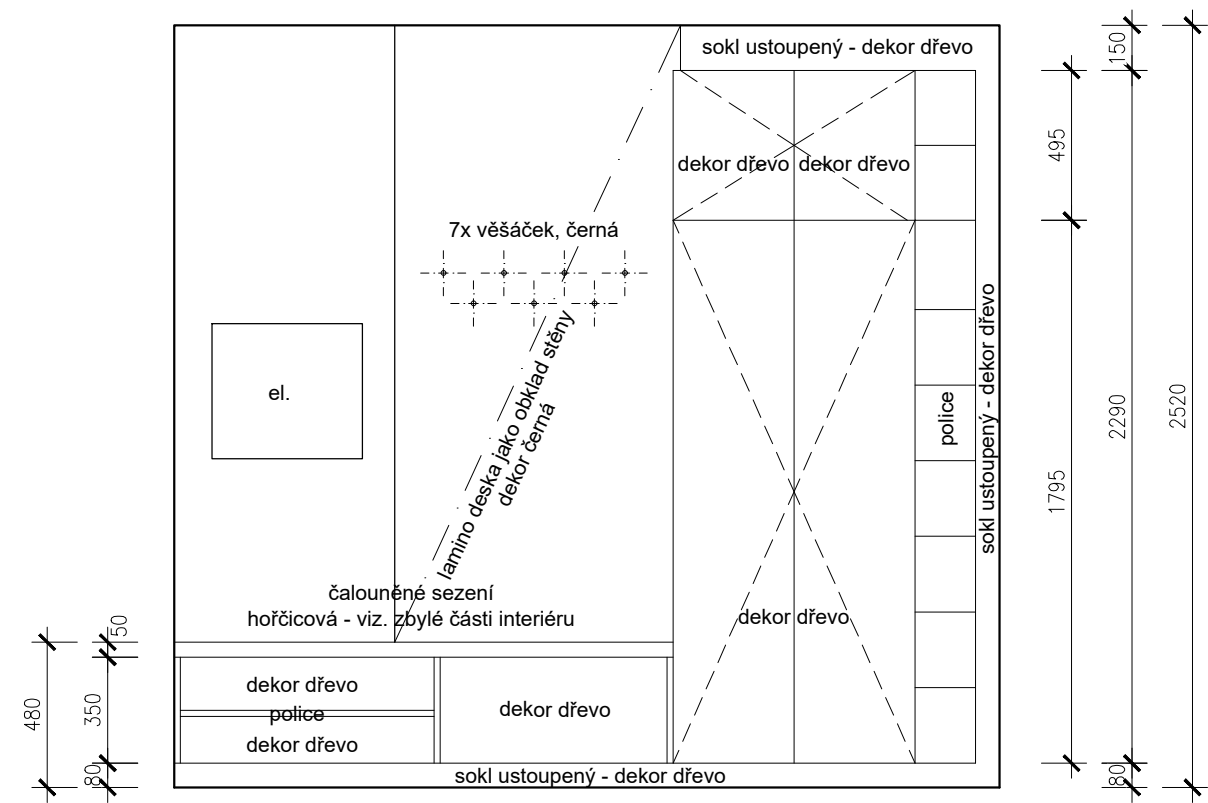 sokl ustoupený - dekor dřevo
150
495
dekor dřevo
dekor dřevo
7x věšáček, černá
el.
lamino deska jako obklad stěny
dekor černá
police
sokl ustoupený - dekor dřevo
2290
2520
1795
čalouněné sezení
hořčicová - viz. zbylé části interiéru
dekor dřevo
50
480
350
80
dekor dřevo
police
dekor dřevo
dekor dřevo
sokl ustoupený - dekor dřevo
80